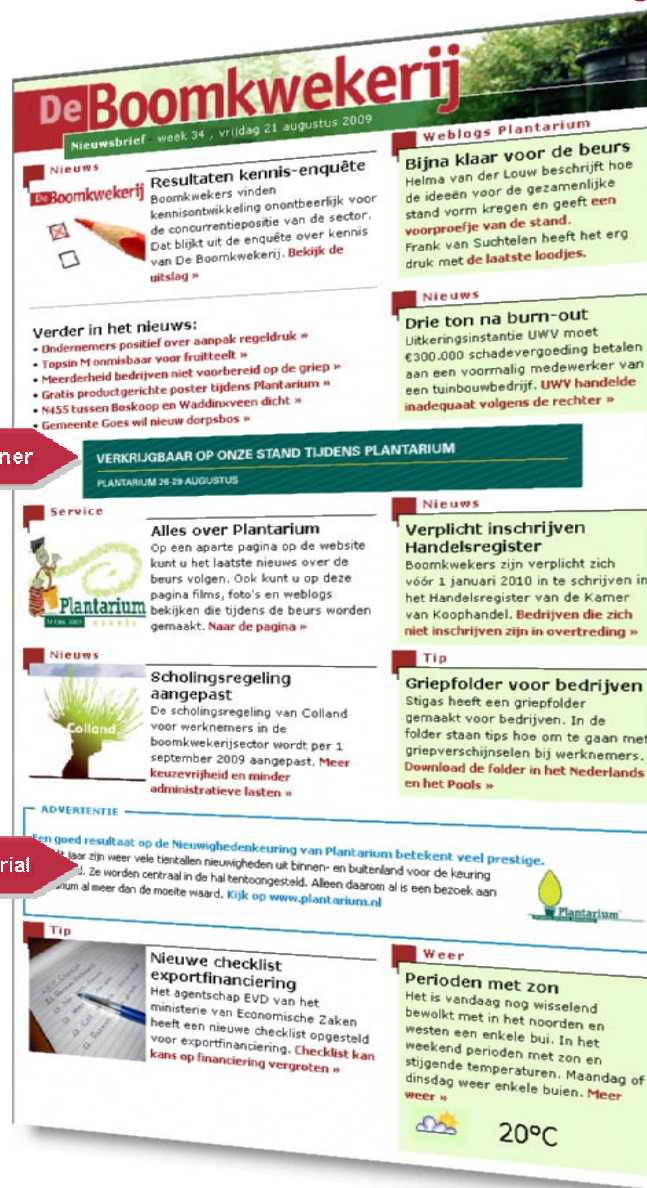 De Boomkwekerij
Nieuwsbrief - week 34 , vrijdag 21 augustus 2009
Nieuws
De Boomkwekerij
Resultaten kennis-enquête
Boomkwekers vinden
kennisontwikkeling onontbeerlijk voor
de concurrentiepositie van de sector.
Dat blijkt uit de enquête over kennis
van De Boomkwekerij. Bekijk de
uitslag »
Verder in het nieuws:
• Ondernemers positief over aanpak regeldruk »
• Topsin M onmisbaar voor fruitteelt »
• Meerderheid bedrijven niet voorbereid op de griep »
• Gratis productgerichte poster tijdens Plantarium »
• N455 tussen Boskoop en Waddinxveen dicht »
• Gemeente Goes wil nieuw dorpsbos »
Weblogs Plantarium
Bijna klaar voor de beurs
Helma van der Louw beschrijft hoe
de ideeën voor de gezamenlijke
stand vorm kregen en geeft een
voorproefje van de stand.
Frank van Suchtelen heeft het erg
druk met de laatste loodjes.
Nieuws
Drie ton na burn-out
Uitkeringsinstantie UWV moet
€300.000 schadevergoeding betalen
aan een voormalig medewerker van
een tuinbouwbedrijf. UWV handelde
inadequaat volgens de rechter »
ner
VERKRIJGBAAR OP ONZE STAND TIJDENS PLANTARIUM
PLANTARIUM 26-29 AUGUSTUS
Service
Plantarium
Alles over Plantarium
Op een aparte pagina op de website
kunt u het laatste nieuws over de
beurs volgen. Ook kunt u op deze
pagina films, foto's en weblogs
bekijken die tijdens de beurs worden
gemaakt. Naar de pagina »
Nieuws
Verplicht inschrijven
Handelsregister
Boomkwekers zijn verplicht zich
vóór 1 januari 2010 in te schrijven in
het Handelsregister van de Kamer
van Koophandel. Bedrijven die zich
niet inschrijven zijn in overtreding »
Nieuws
Colland
Scholingsregeling
aangepast
De scholingsregeling van Colland
voor werknemers in de
boomkwekerijsector wordt per 1
september 2009 aangepast. Meer
keuzevrijheid en minder
administratieve lasten »
Tip
Griepfolder voor bedrijven
Stigas heeft een griepfolder
gemaakt voor bedrijven. In de
folder staan tips hoe om te gaan met
griepverschijnselen bij werknemers.
Download de folder in het Nederlands
en het Pools »
ADVERTENTIE
Een goed resultaat op de Nieuwighedenkeuring van Plantarium betekent veel prestige.
jaar zijn weer vele tientallen nieuwigheden uit binnen- en buitenland voor de keuring
Ze worden centraal in de hal tentoongesteld. Alleen daarom al is een bezoek aan
al meer dan de moeite waard. Kijk op www.plantarium.nl
rial
Plantarium
Tip
Nieuwe checklist
exportfinanciering
Het agentschap EVD van het
ministerie van Economische Zaken
heeft een nieuwe checklist opgesteld
voor exportfinanciering. Checklist kan
kans op financiering vergroten »
Weer
Perioden met zon
Het is vandaag nog wisselend
bewolkt met in het noorden en
westen een enkele bui. In het
weekend perioden met zon en
stijgende temperaturen. Maandag of
dinsdag weer enkele buien. Meer
weer »
20°C